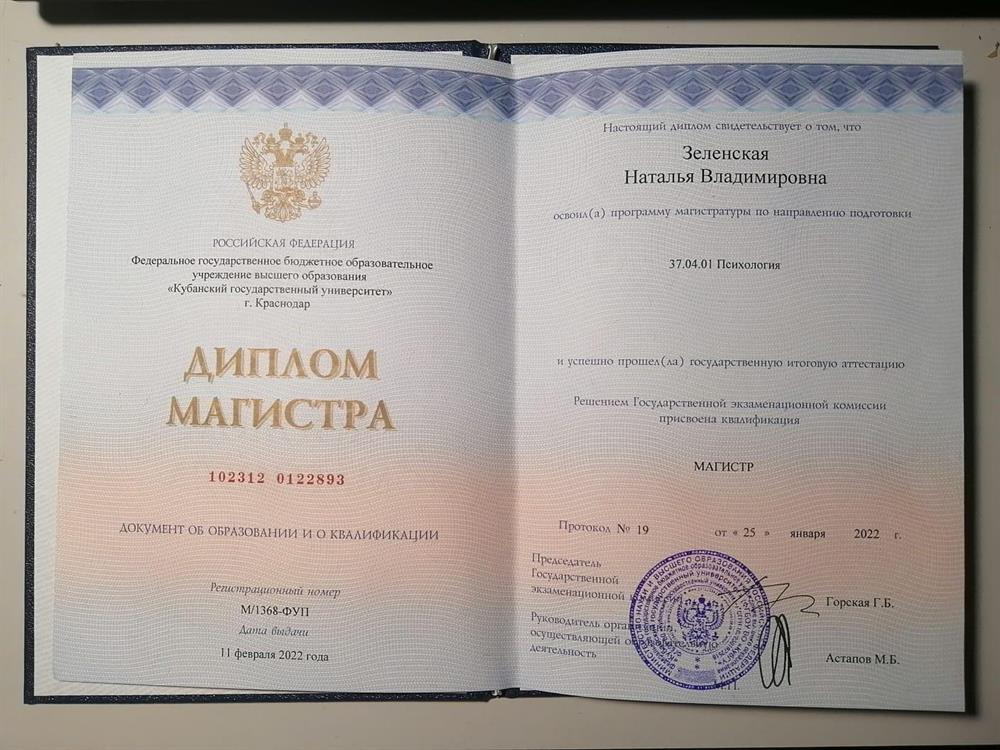 РОССИЙСКАЯ ФЕДЕРАЦИЯ
Федеральное государственное бюджетное образовательное
учреждение высшего образования
«Кубанский государственный университет»
г. Краснодар
ДИПЛОМ
МАГИСТРА
102312 0122893
ДОКУМЕНТ ОБ ОБРАЗОВАНИИ И О КВАЛИФИКАЦИИ
Регистрационный номер
М/1368-ФУП
Дата выдачи
11 февраля 2022 года
Настоящий диплом свидетельствует о том, что
Зеленская
Наталья Владимировна
освоил(а) программу магистратуры по направлению подготовки
37.04.01 Психология
и успешно прошел(ла) государственную итоговую аттестацию
Решением Государственной экзаменационной комиссии
присвоена квалификация
МАГИСТР
Протокол № 19 от « 25 » января 2022 г.
Председатель
Государственной
экзаменационной
Горская Г.Б.
Руководитель
осуществляющей
деятельность
Астапов М.Б.